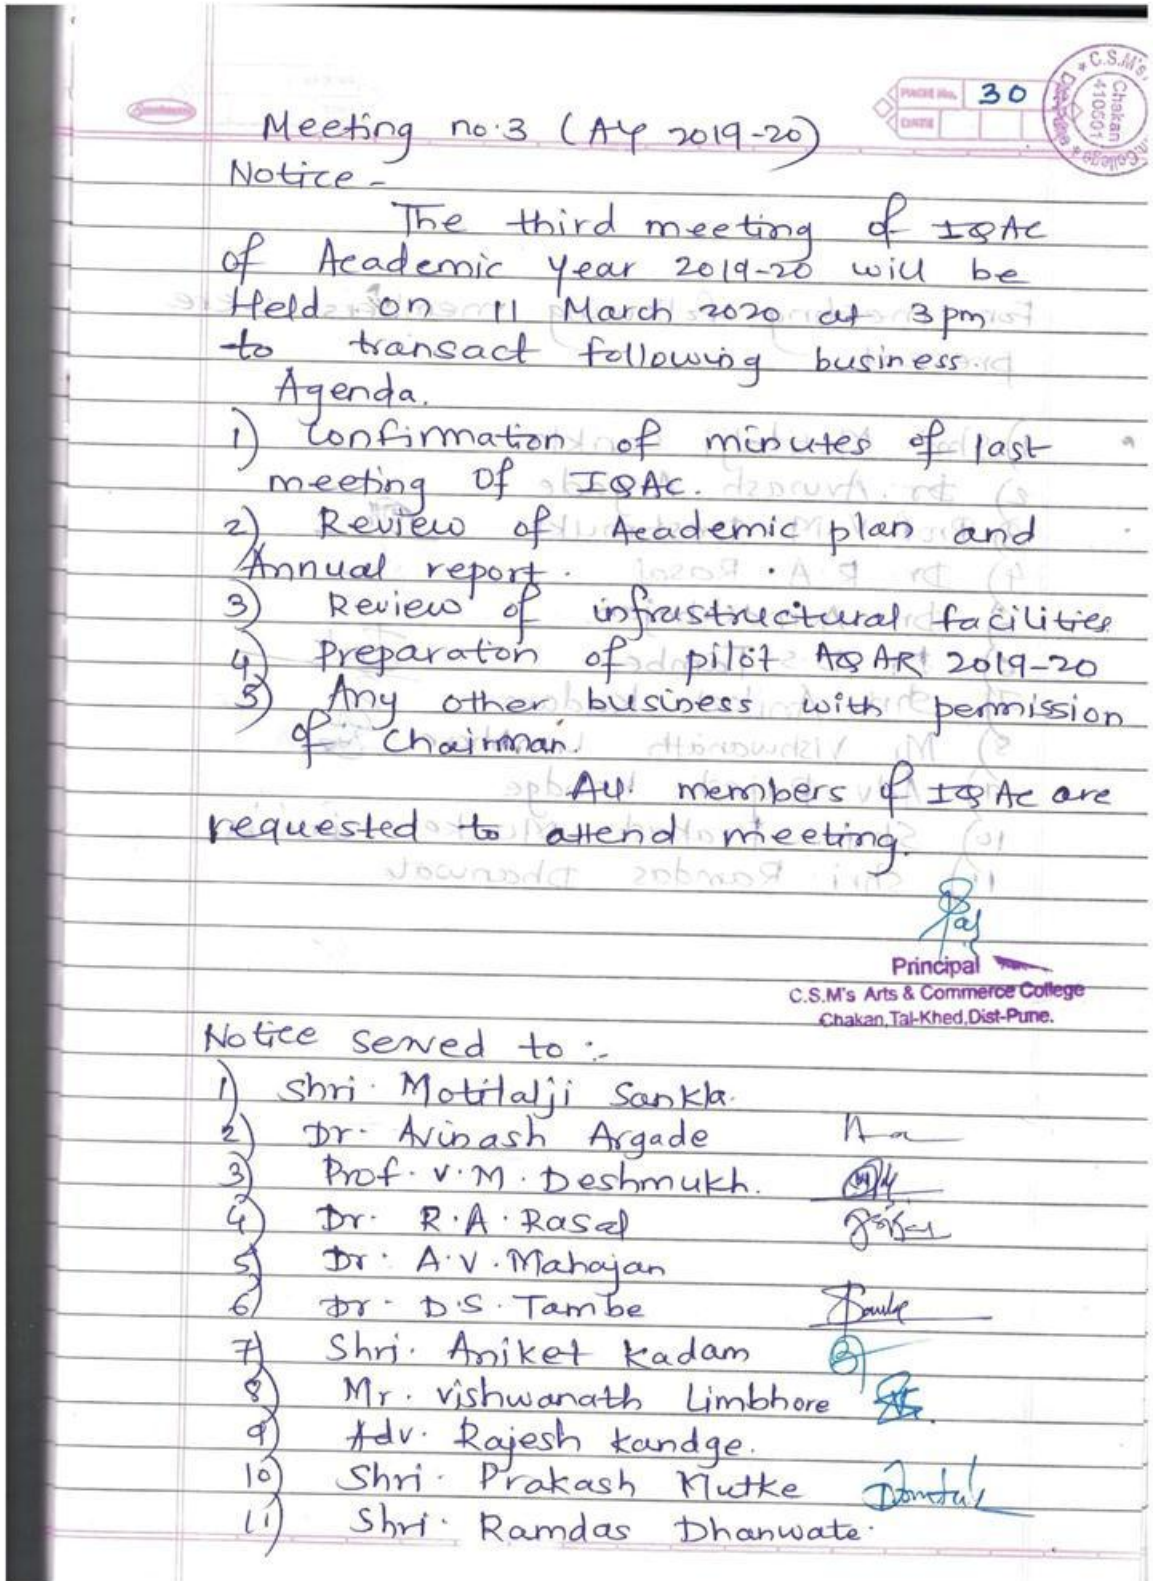 PAGE No. 30
DATE
C.S.M's.
Chakan
410501
College
Meeting no.3 (AY 2019-20)
Notice -
The third meeting of IQAC
of Academic year 2019-20 will be
Held on 11 March 2020 at 3 pm
to transact following business.
Agenda.
1) Confirmation of minutes of last
meeting of IQAC.
2) Review of Academic plan and
Annual report.
3) Review of infrastructural facilities
4) Preparaton of pilot AQAR 2019-20
5) Any other business with permission
of Chairman.
All members of IQAC are
requested to attend meeting.
Principal
C.S.M's Arts & Commerce College
Chakan,Tal-Khed,Dist-Pune.
Notice served to :-
1) Shri. Motilalji Sankla.
2) Dr. Avinash Argade
3) Prof. V.M. Deshmukh.
4) Dr. R.A. Rasal
5) Dr. A.V. Mahajan
6) Dr. D.S. Tambe
7) Shri. Aniket Kadam
8) Mr. Vishwanath Limbhore
9) Adv. Rajesh Kandge.
10) Shri. Prakash Mutke
11) Shri. Ramdas Dhanwate.